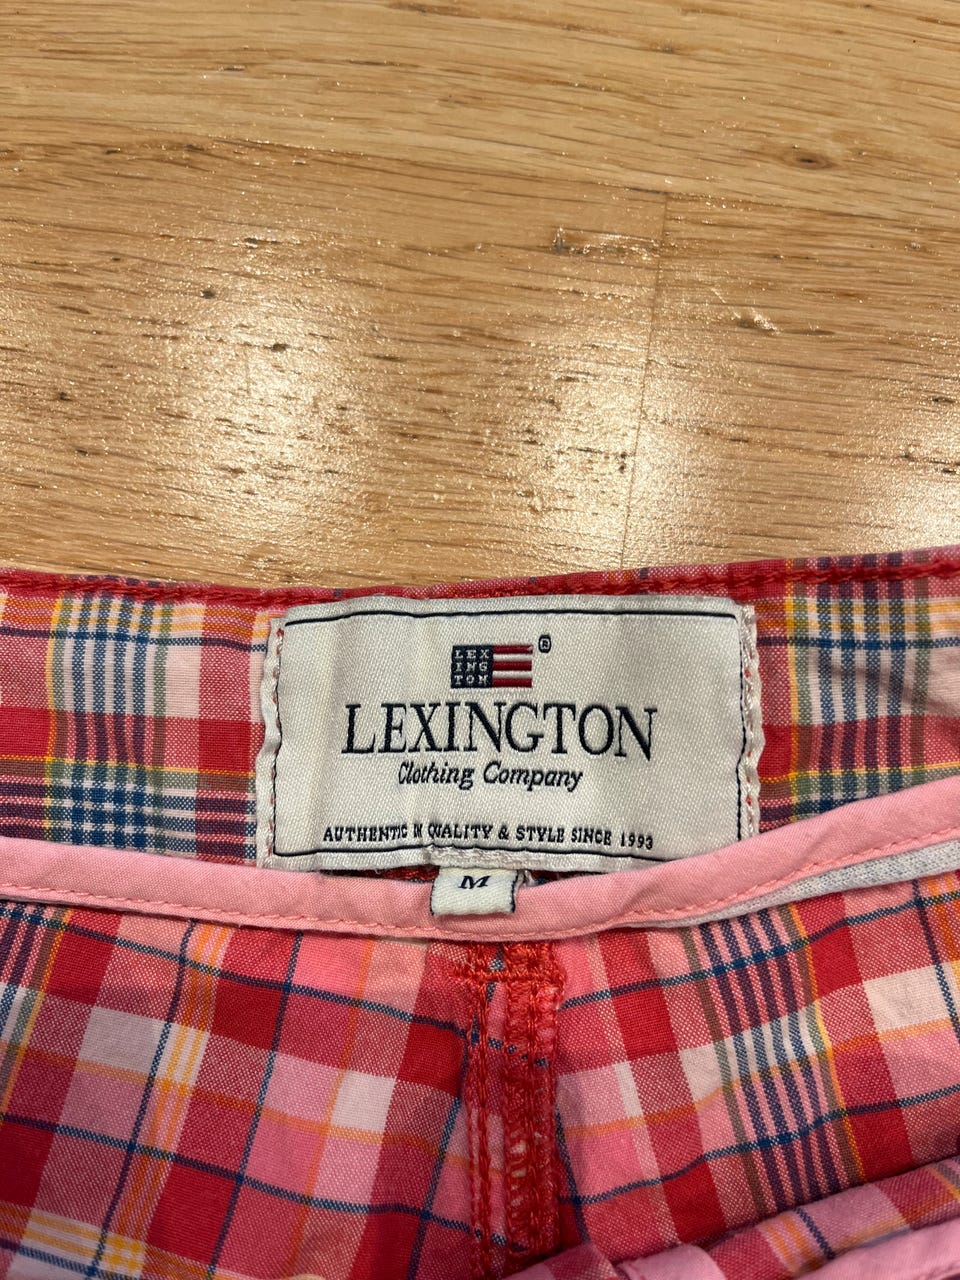 LEX
ING
TON
®
LEXINGTON
Clothing Company
AUTHENTIC IN QUALITY & STYLE SINCE 1993
M